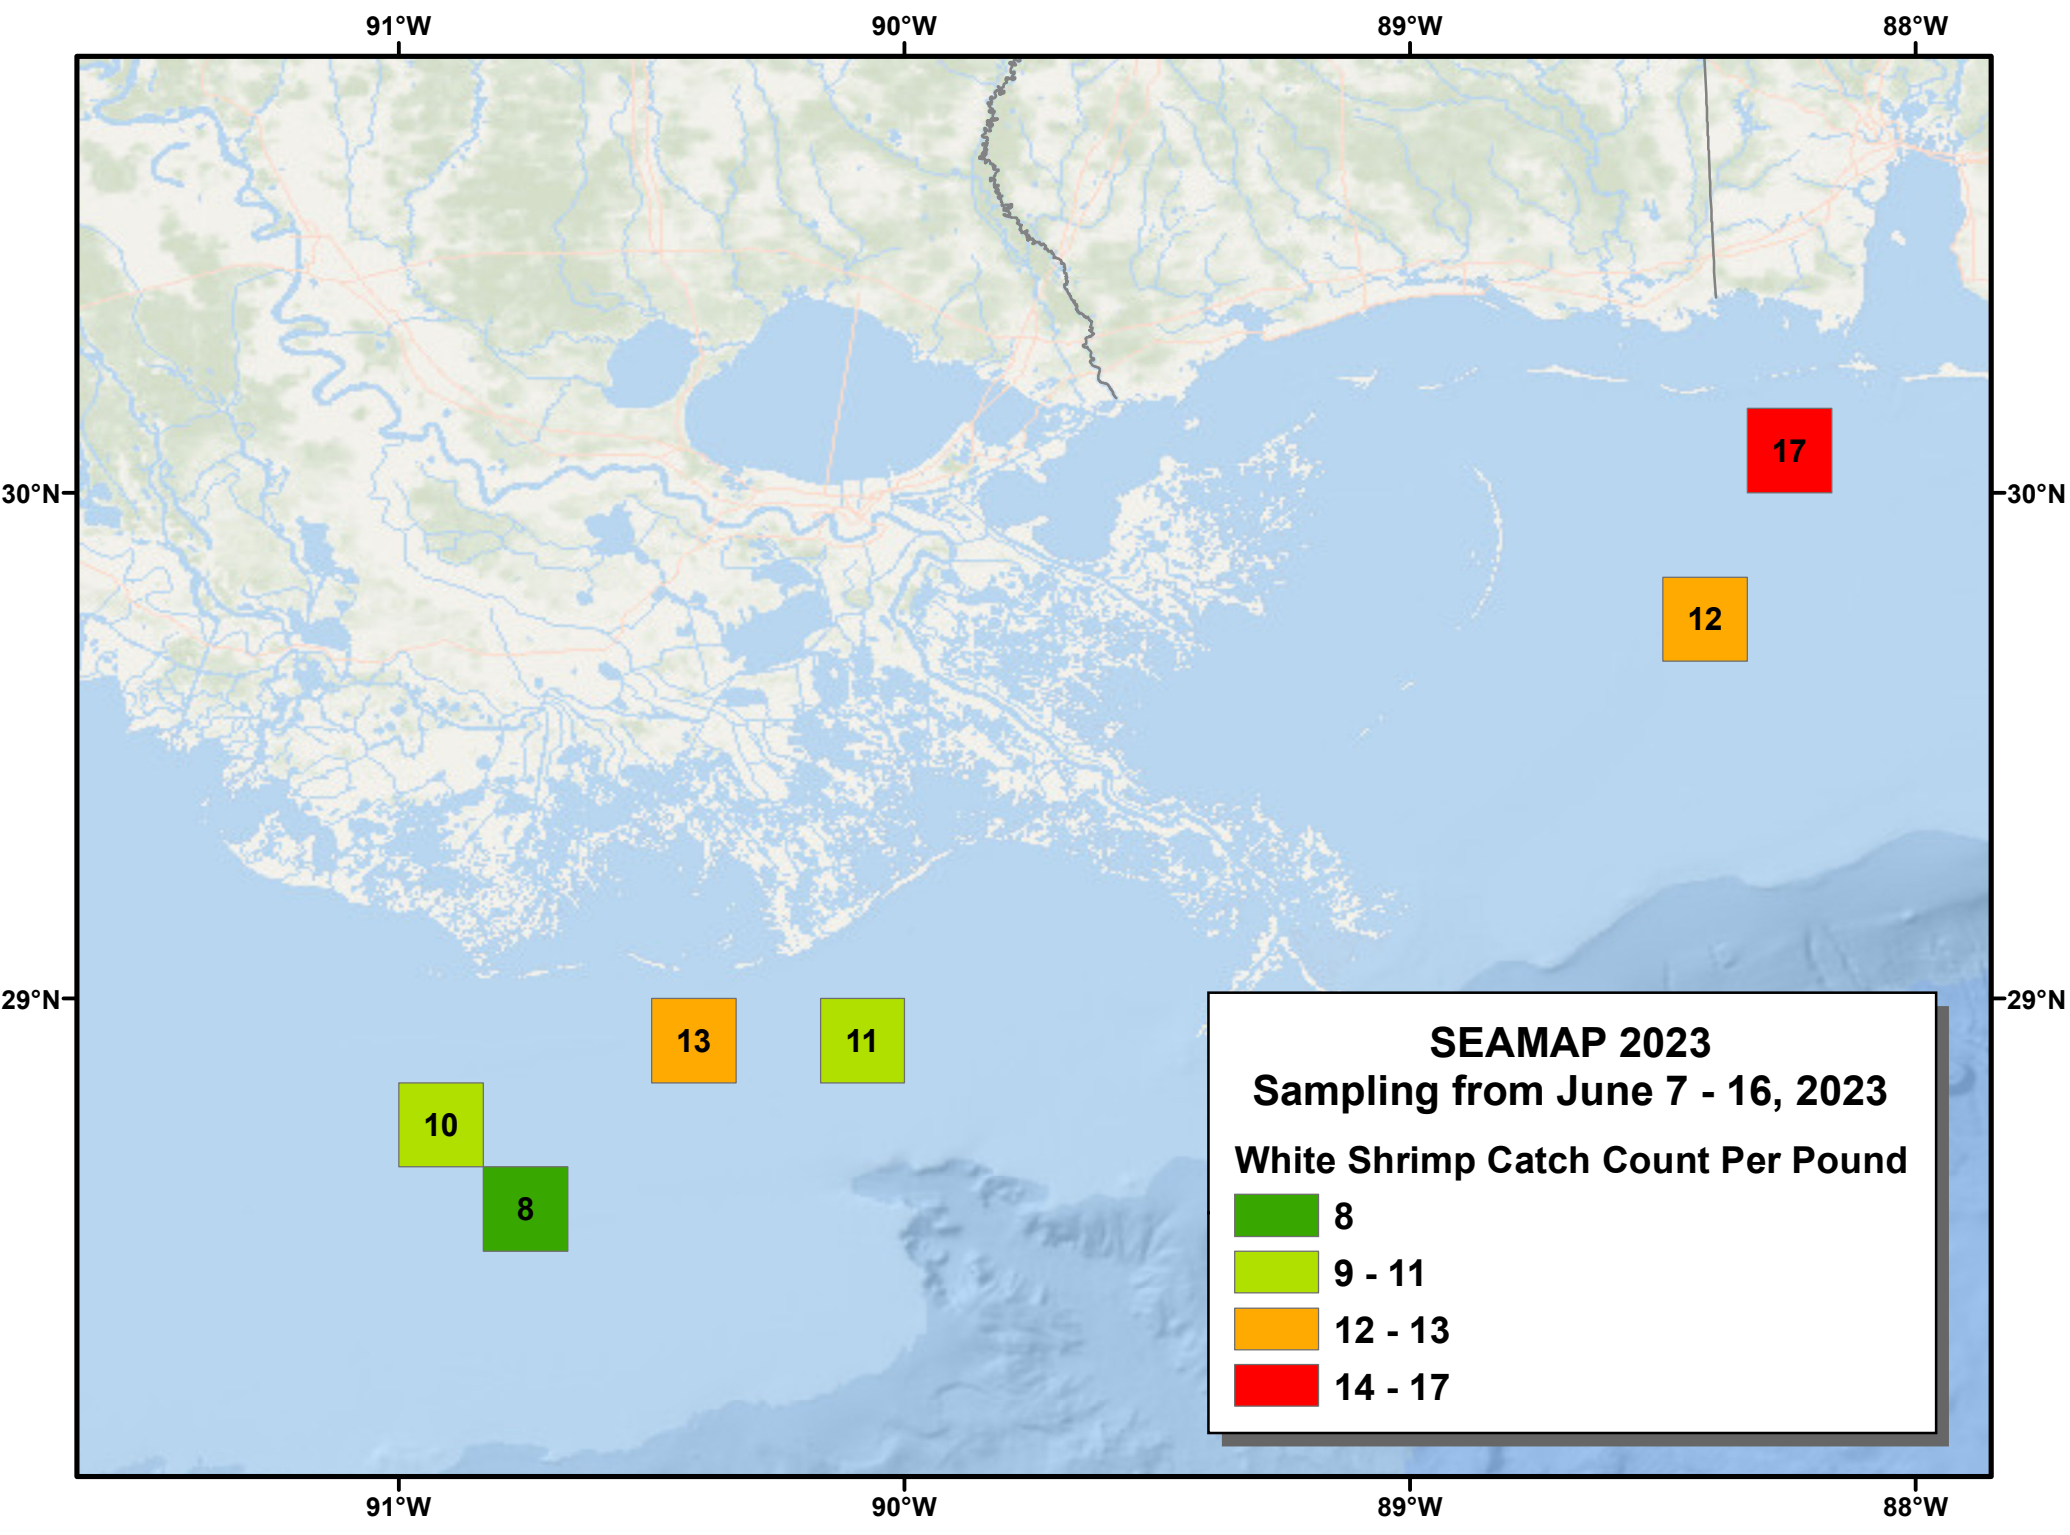 91°W 90°W 89°W 88°W
17
30°N 30°N
12
29°N 29°N
13 11
10
8
SEAMAP 2023
Sampling from June 7 - 16, 2023
White Shrimp Catch Count Per Pound
8
9 - 11
12 - 13
14 - 17
91°W 90°W 89°W 88°W